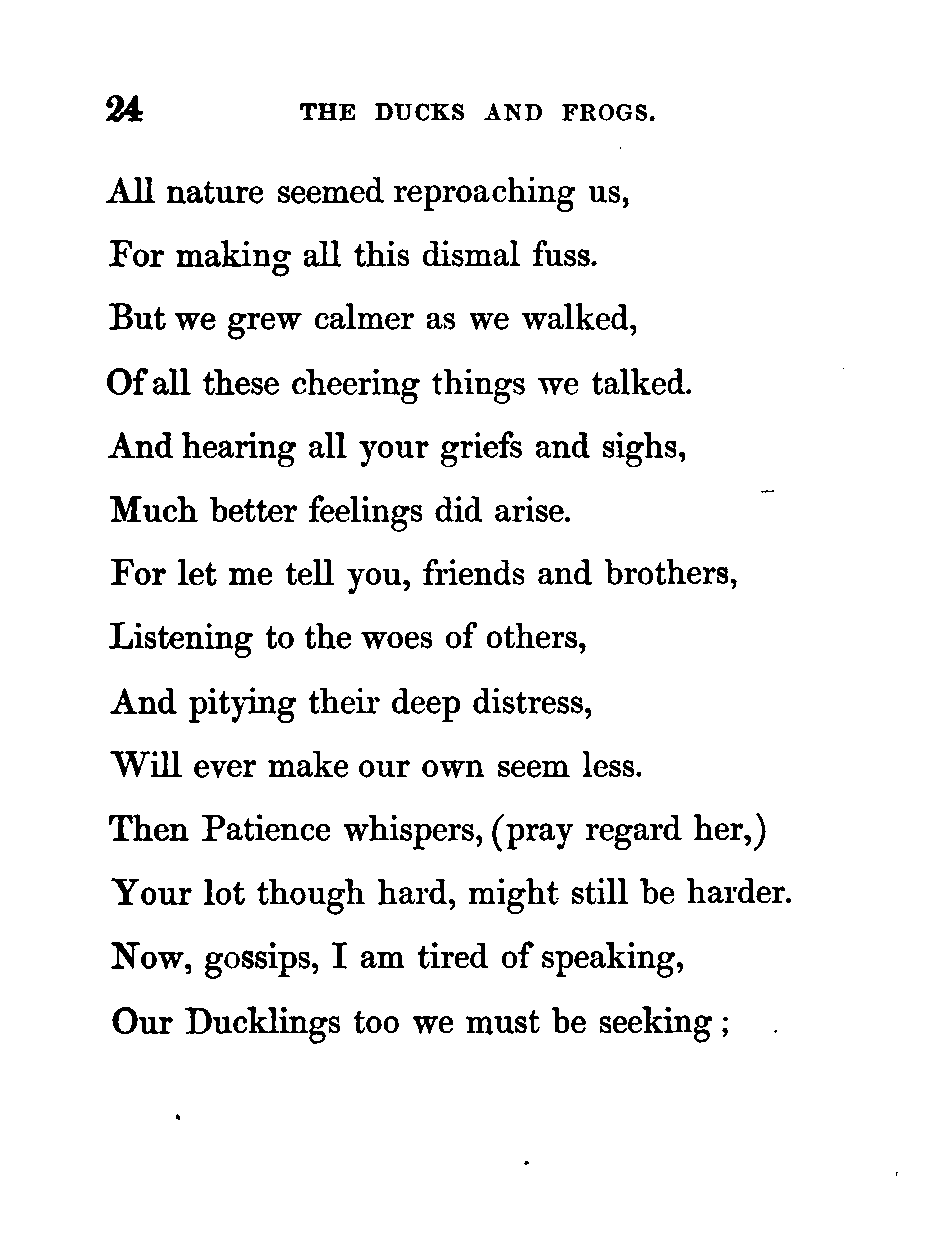 24 THE DUCKS AND FROGS.
All nature seemed reproaching us,
For making all this dismal fuss.
But we grew calmer as we walked,
Of all these cheering things we talked.
And hearing all your griefs and sighs,
Much better feelings did arise.
For let me tell you, friends and brothers,
Listening to the woes of others,
And pitying their deep distress,
Will ever make our own seem less.
Then Patience whispers, (pray regard her,)
Your lot though hard, might still be harder.
Now, gossips, I am tired of speaking,
Our Ducklings too we must be seeking ;